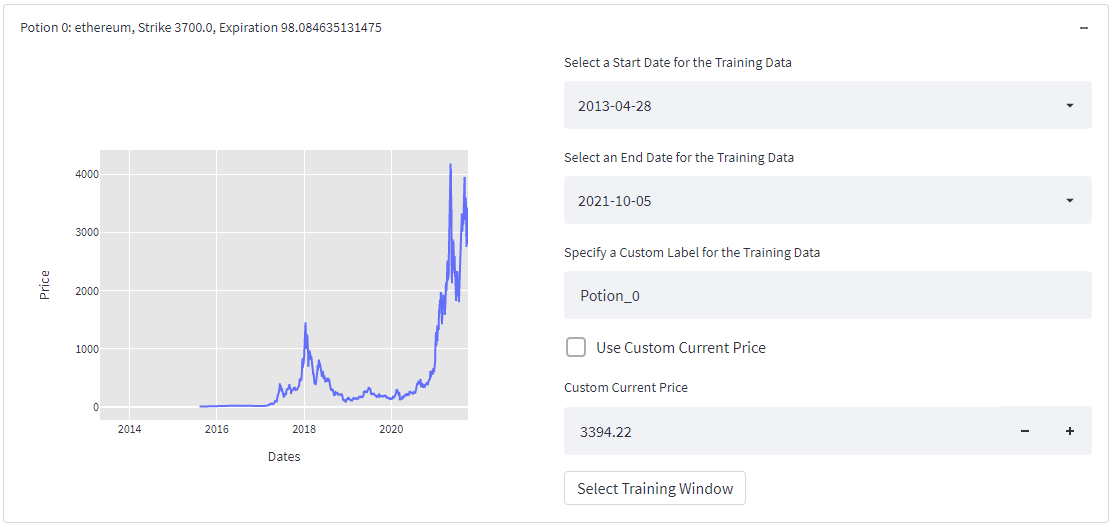 Potion 0: ethereum, Strike 3700.0, Expiration 98.084635131475
−
Select a Start Date for the Training Data
2013-04-28
Select an End Date for the Training Data
2021-10-05
Specify a Custom Label for the Training Data
Potion_0
Use Custom Current Price
Custom Current Price
3394.22
− +
Select Training Window
4000
3000
2000
1000
0
Price
2014 2016 2018 2020
Dates